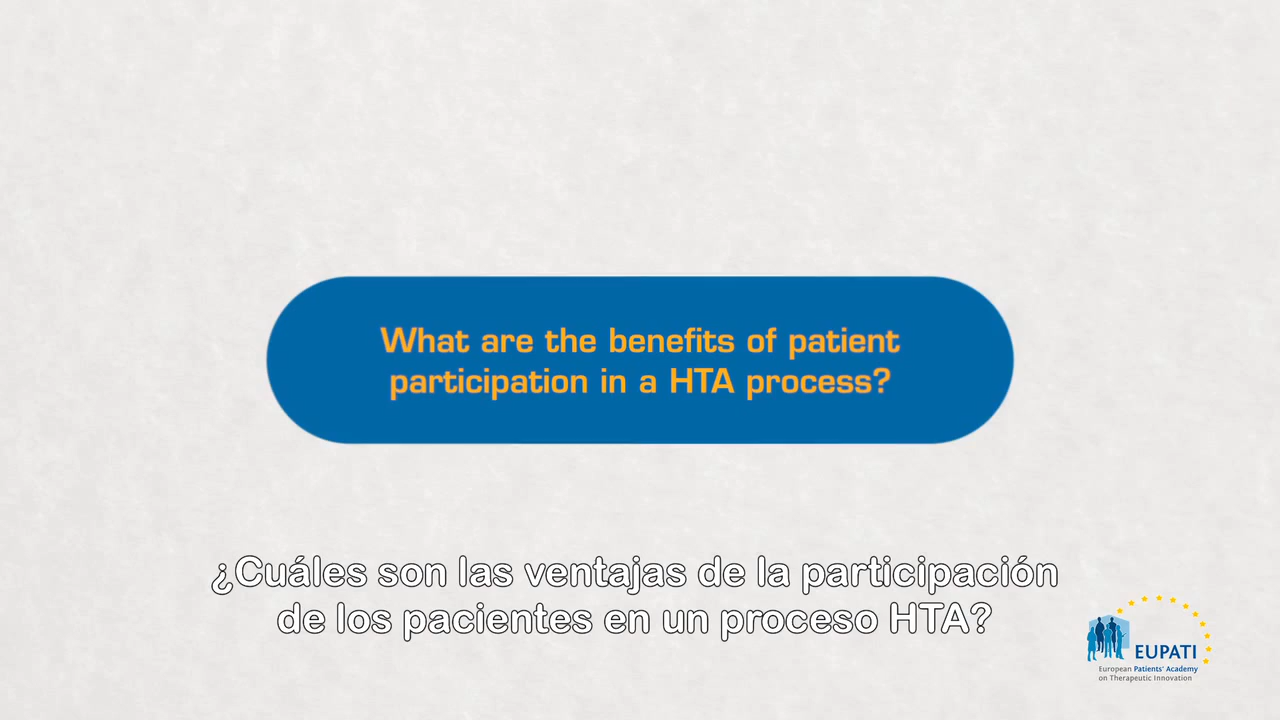 What are the benefits of patient
participation in a HTA process?
¿Cuáles son las ventajas de la participación
de los pacientes en un proceso HTA?
EUPATI
European Patients' Academy
on Therapeutic Innovation